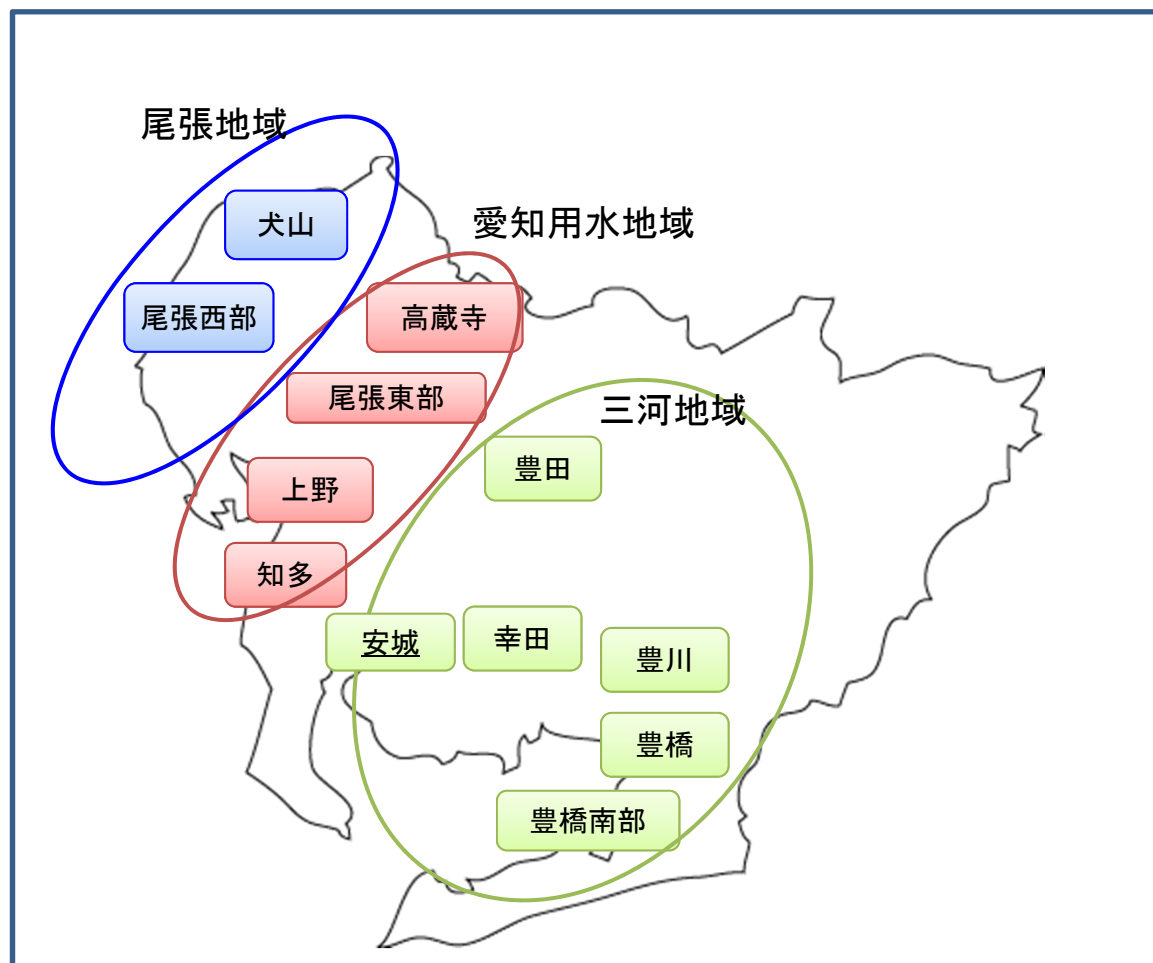 尾張地域
犬山
愛知用水地域
尾張西部
高蔵寺
尾張東部
三河地域
豊田
上野
知多
安城
幸田
豊川
豊橋
豊橋南部